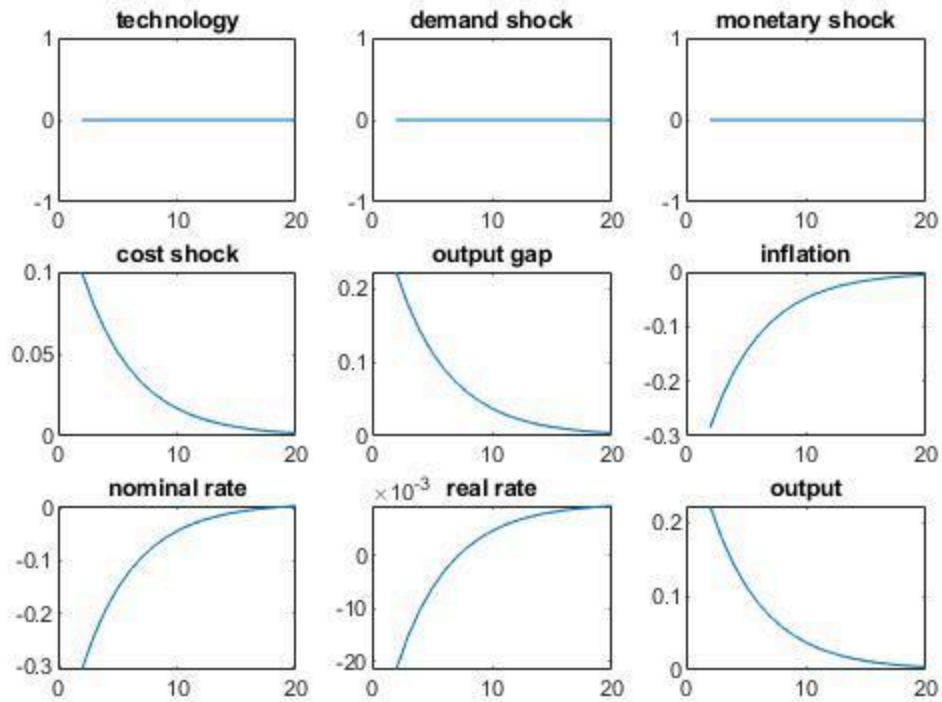 technology
1
0
-1
0 10 20
demand shock
1
0
-1
0 10 20
monetary shock
1
0
-1
0 10 20
cost shock
0.1
0.05
0
0 10 20
output gap
0.2
0.1
0
0 10 20
inflation
0
-0.1
-0.2
-0.3
0 10 20
nominal rate
0
-0.1
-0.2
-0.3
0 10 20
×10⁻³ real rate
0
-10
-20
0 10 20
output
0.2
0.1
0
0 10 20